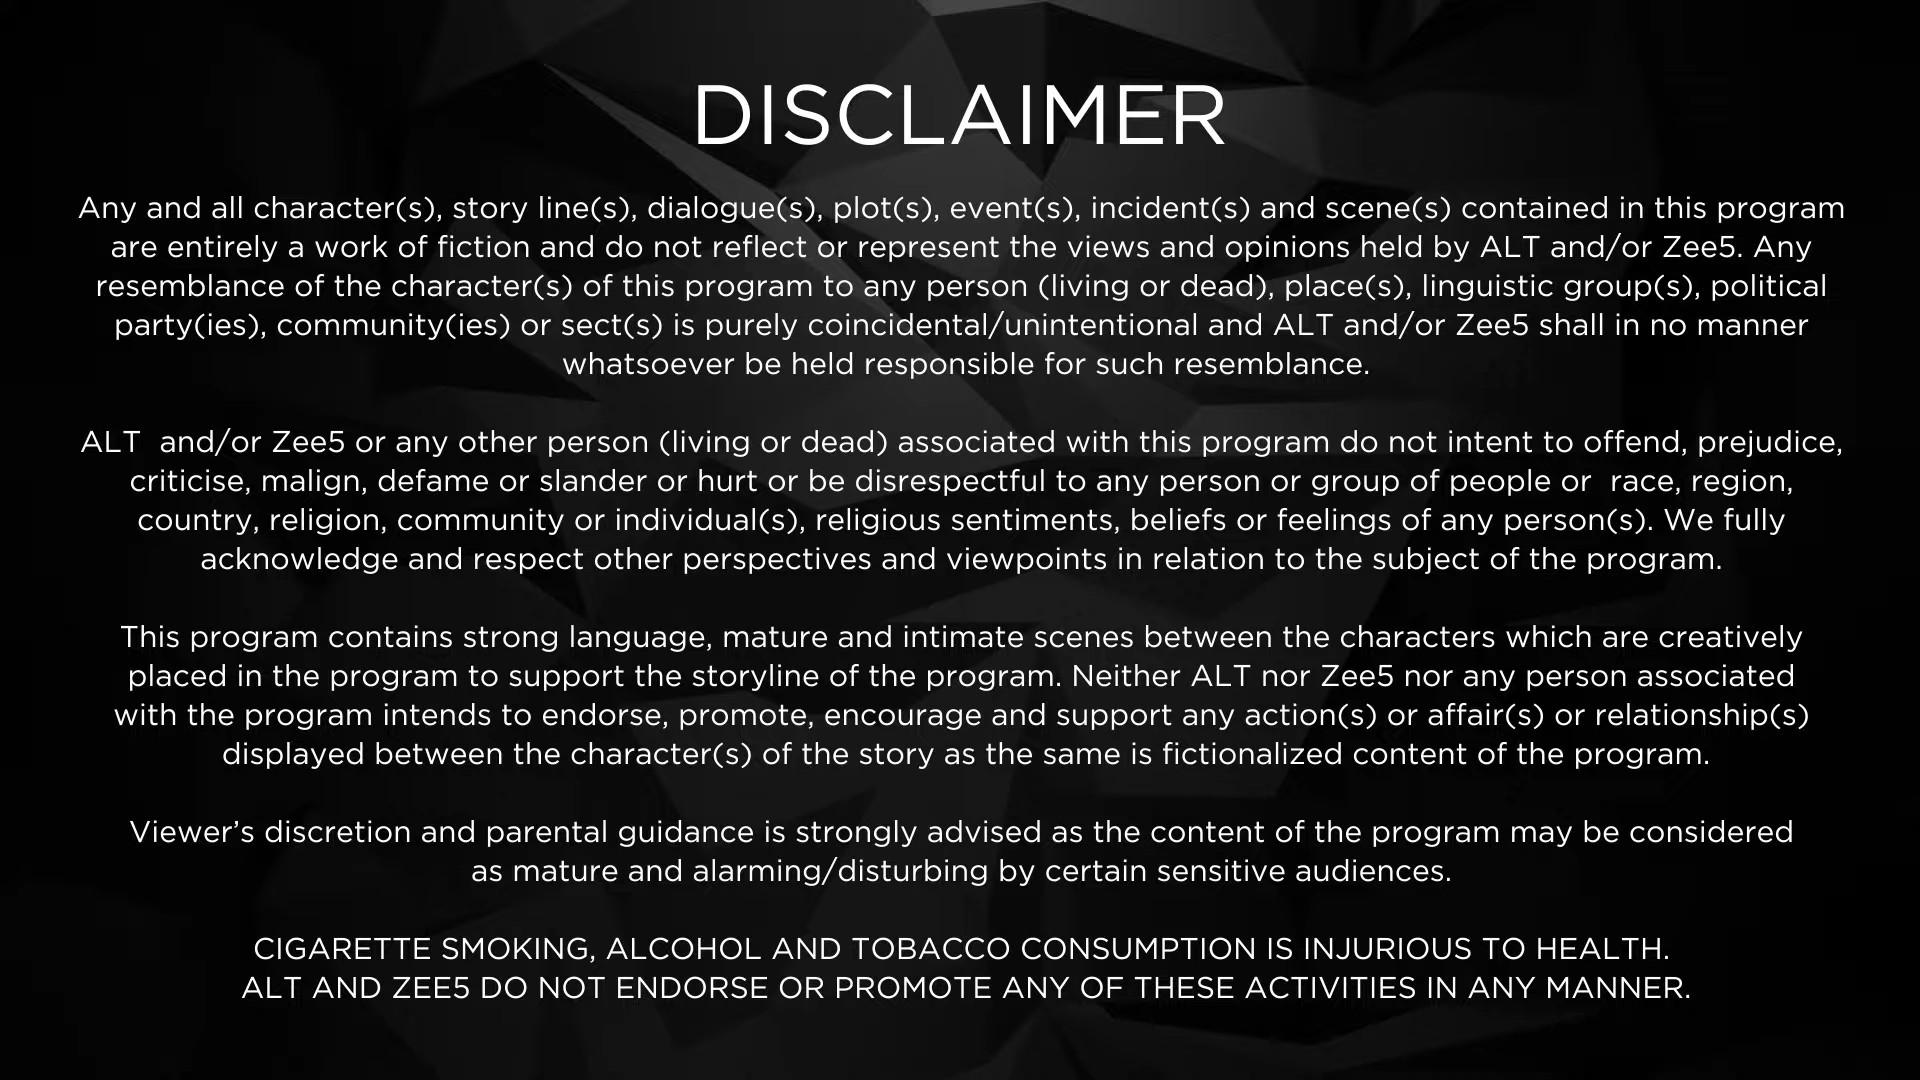 DISCLAIMER
Any and all character(s), story line(s), dialogue(s), plot(s), event(s), incident(s) and scene(s) contained in this program
are entirely a work of fiction and do not reflect or represent the views and opinions held by ALT and/or Zee5. Any
resemblance of the character(s) of this program to any person (living or dead), place(s), linguistic group(s), political
party(ies), community(ies) or sect(s) is purely coincidental/unintentional and ALT and/or Zee5 shall in no manner
whatsoever be held responsible for such resemblance.
ALT and/or Zee5 or any other person (living or dead) associated with this program do not intent to offend, prejudice,
criticise, malign, defame or slander or hurt or be disrespectful to any person or group of people or race, region,
country, religion, community or individual(s), religious sentiments, beliefs or feelings of any person(s). We fully
acknowledge and respect other perspectives and viewpoints in relation to the subject of the program.
This program contains strong language, mature and intimate scenes between the characters which are creatively
placed in the program to support the storyline of the program. Neither ALT nor Zee5 nor any person associated
with the program intends to endorse, promote, encourage and support any action(s) or affair(s) or relationship(s)
displayed between the character(s) of the story as the same is fictionalized content of the program.
Viewer’s discretion and parental guidance is strongly advised as the content of the program may be considered
as mature and alarming/disturbing by certain sensitive audiences.
CIGARETTE SMOKING, ALCOHOL AND TOBACCO CONSUMPTION IS INJURIOUS TO HEALTH.
ALT AND ZEE5 DO NOT ENDORSE OR PROMOTE ANY OF THESE ACTIVITIES IN ANY MANNER.